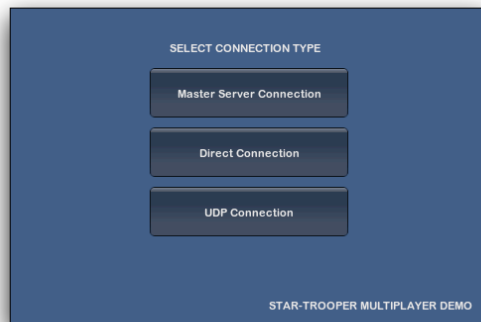 SELECT CONNECTION TYPE
Master Server Connection
Direct Connection
UDP Connection
STAR-TROOPER MULTIPLAYER DEMO